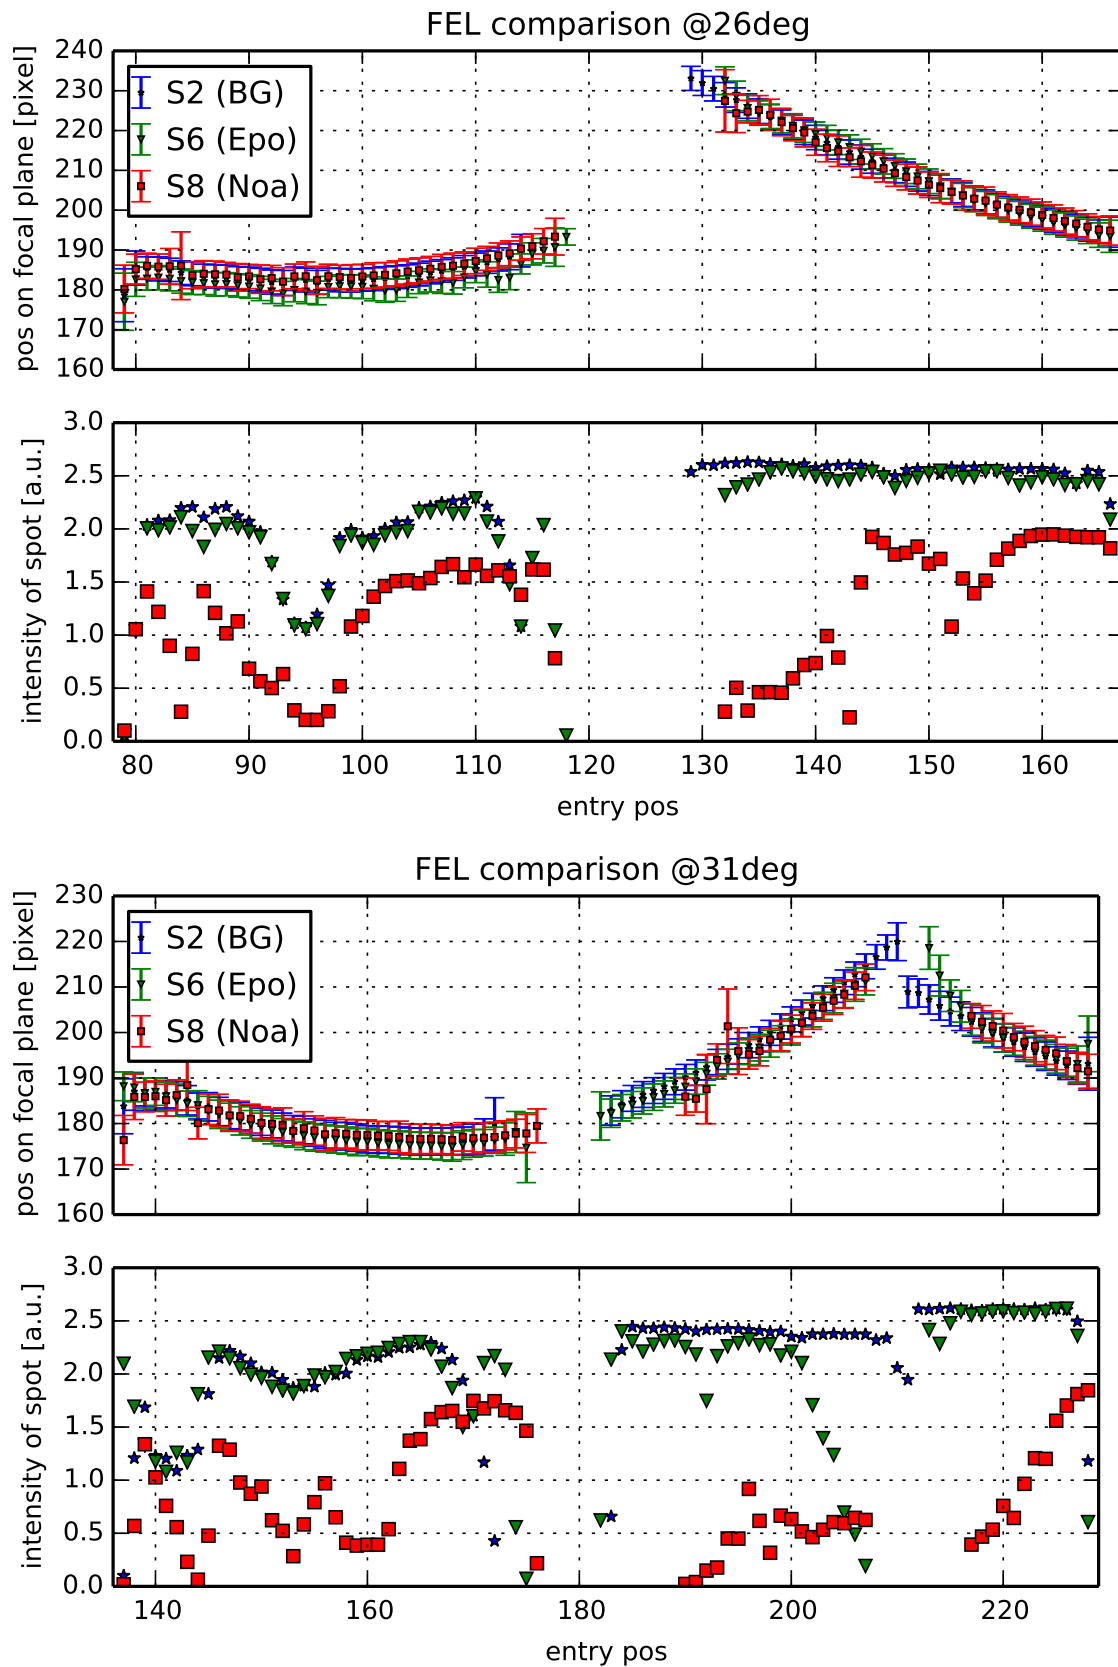 FEL comparison @26deg
pos on focal plane [pixel]
240
230
220
210
200
190
180
170
160
S2 (BG)
S6 (Epo)
S8 (Noa)
intensity of spot [a.u.]
3.0
2.5
2.0
1.5
1.0
0.5
0.0
80 90 100 110 120 130 140 150 160
entry pos
FEL comparison @31deg
pos on focal plane [pixel]
230
220
210
200
190
180
170
160
S2 (BG)
S6 (Epo)
S8 (Noa)
intensity of spot [a.u.]
3.0
2.5
2.0
1.5
1.0
0.5
0.0
140 160 180 200 220
entry pos